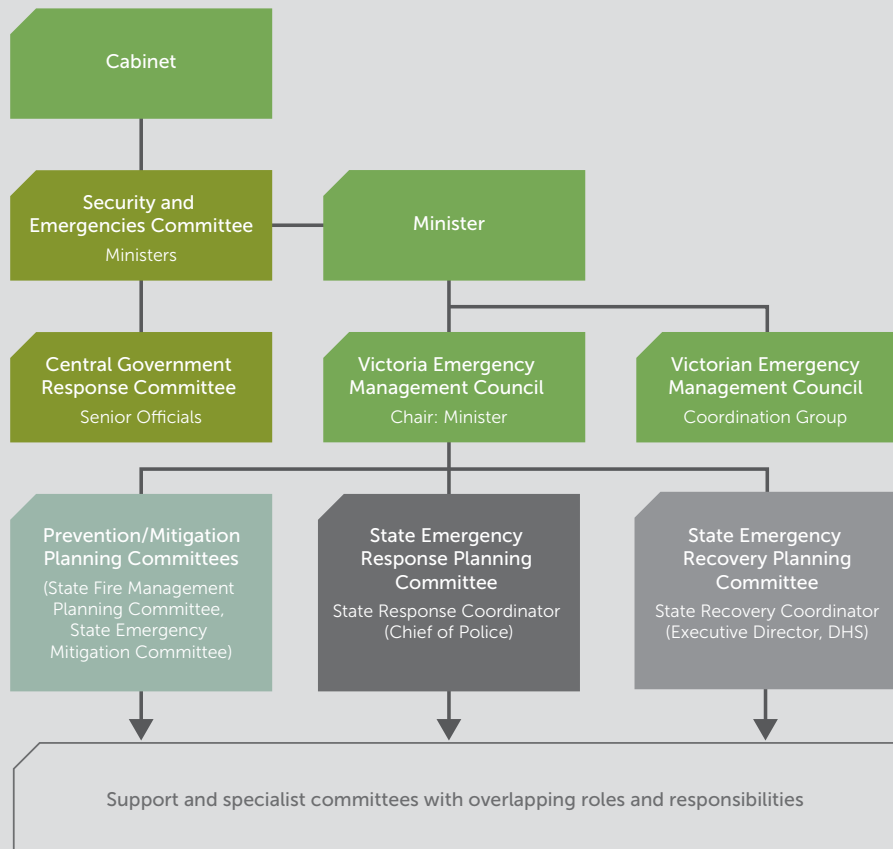 Cabinet
Security and
Emergencies Committee
Ministers
Minister
Central Government
Response Committee
Senior Officials
Victoria Emergency
Management Council
Chair: Minister
Victorian Emergency
Management Council
Coordination Group
Prevention/Mitigation
Planning Committees
(State Fire Management
Planning Committee,
State Emergency
Mitigation Committee)
State Emergency
Response Planning
Committee
State Response Coordinator
(Chief of Police)
State Emergency
Recovery Planning
Committee
State Recovery Coordinator
(Executive Director, DHS)
Support and specialist committees with overlapping roles and responsibilities